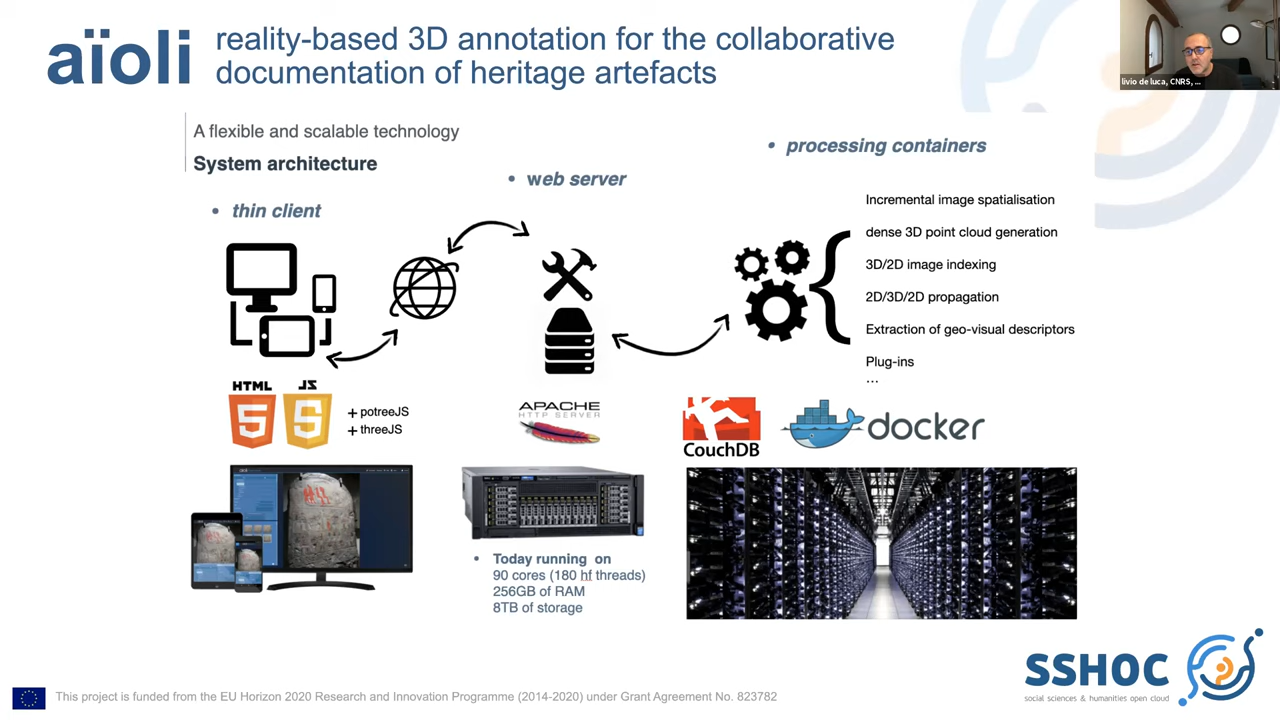 aïoli
reality-based 3D annotation for the collaborative
documentation of heritage artefacts
livio de luca, CNRS, ...
A flexible and scalable technology
System architecture
• thin client
• web server
• processing containers
Incremental image spatialisation
dense 3D point cloud generation
3D/2D image indexing
2D/3D/2D propagation
Extraction of geo-visual descriptors
Plug-ins
...
HTML
5
JS
5
+ potreeJS
+ threeJS
APACHE
HTTP SERVER
CouchDB
docker
• Today running on
90 cores (180 hf threads)
256GB of RAM
8TB of storage
SSHOC
social sciences & humanities open cloud
This project is funded from the EU Horizon 2020 Research and Innovation Programme (2014-2020) under Grant Agreement No. 823782